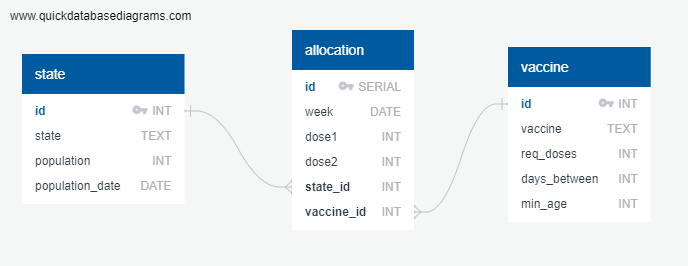 www.quickdatabasediagrams.com
state
id INT
state TEXT
population INT
population_date DATE
allocation
id SERIAL
week DATE
dose1 INT
dose2 INT
state_id INT
vaccine_id INT
vaccine
id INT
vaccine TEXT
req_doses INT
days_between INT
min_age INT